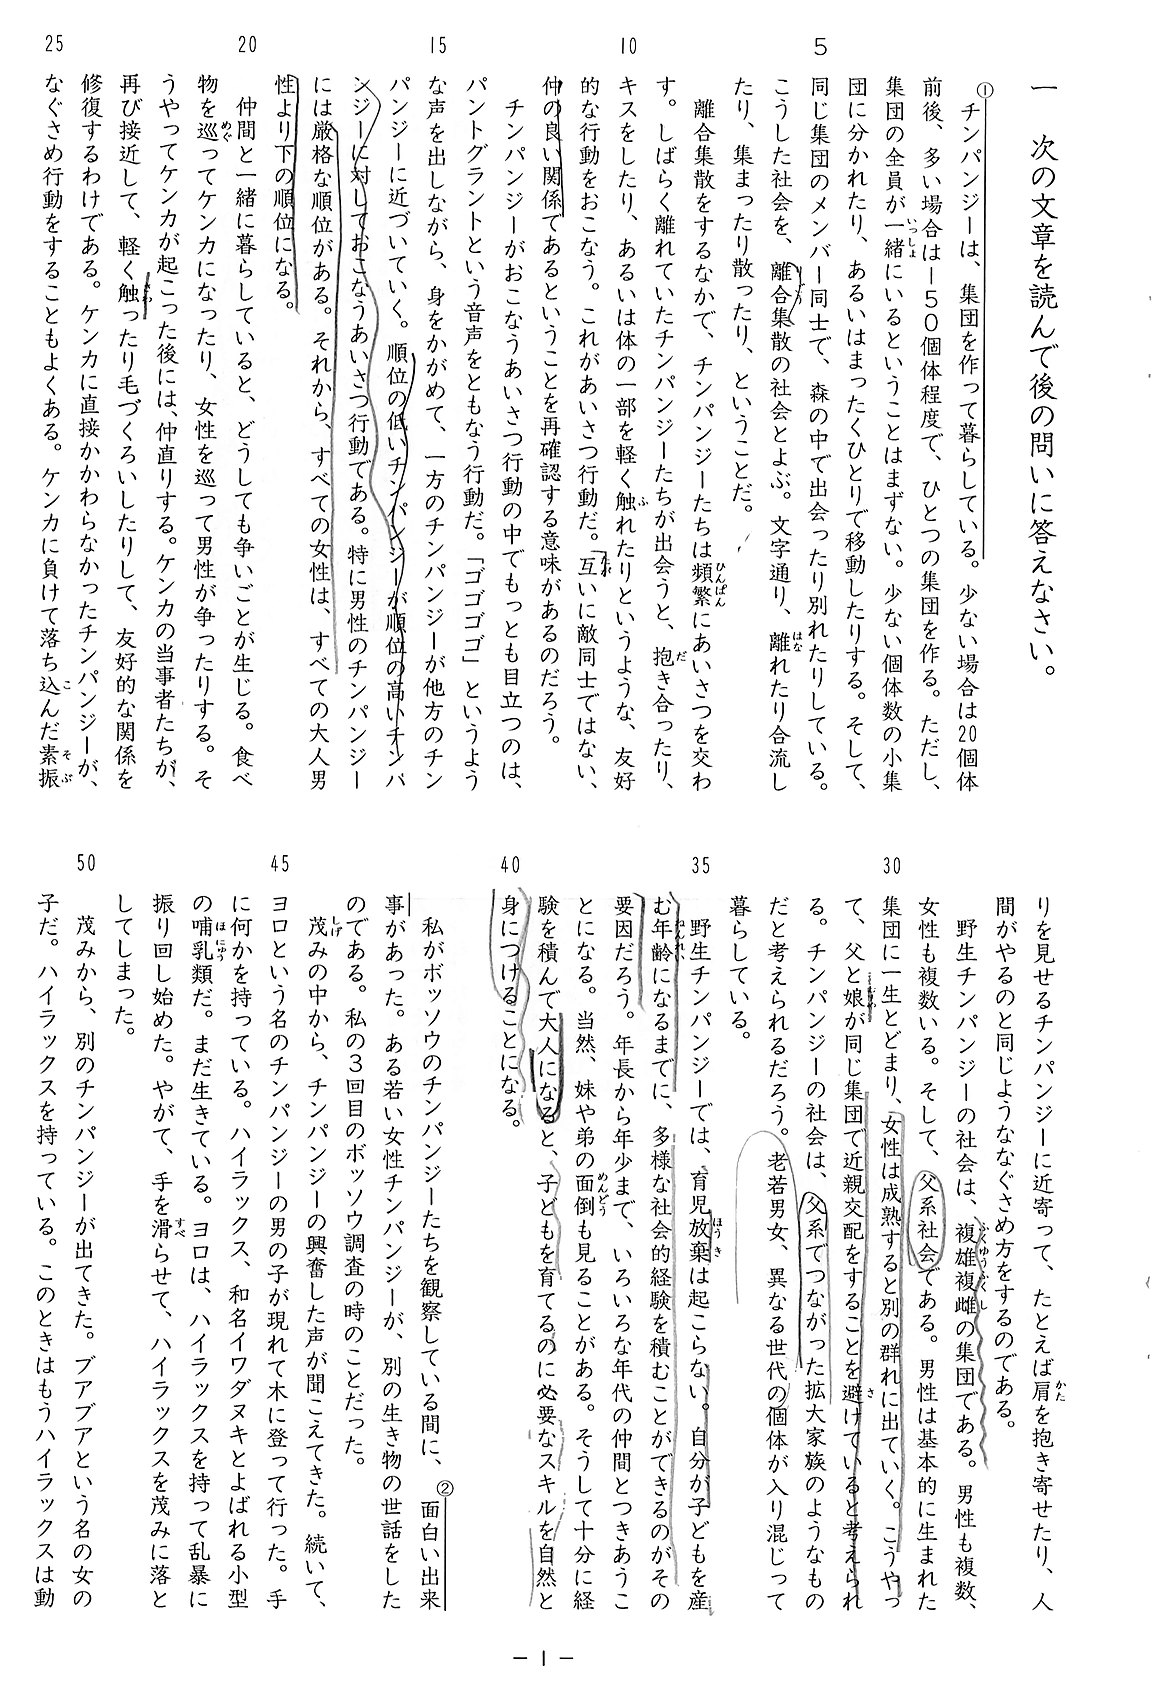 一　次の文章を読んで後の問いに答えなさい。
①チンパンジーは、集団を作って暮らしている。少ない場合は20個体
前後、多い場合は－50個体程度で、ひとつの集団を作る。ただし、
集団の全員が一緒にいるということはまずない。少ない個体数の小集
団に分かれたり、あるいはまったくひとりで移動したりする。そして、
同じ集団のメンバー同士で、森の中で出会ったり別れたりしている。
こうした社会を、離合集散の社会とよぶ。文字通り、離れたり合流し
たり、集まったり散ったり、ということだ。
離合集散をするなかで、チンパンジーたちは頻繁にあいさつを交わ
す。しばらく離れていたチンパンジーたちが出会うと、抱き合ったり、
キスをしたり、あるいは体の一部を軽く触れたりというような、友好
的な行動をおこなう。これがあいさつ行動だ。「互いに敵同士ではない、
仲の良い関係であるということを再確認する意味があるのだろう。
チンパンジーがおこなうあいさつ行動の中でもっとも目立つのは、
パントグラントという音声をともなう行動だ。「ゴゴゴゴ」というよう
な声を出しながら、身をかがめて、一方のチンパンジーが他方のチン
パンジーに近づいていく。順位の低いチンパンジーが順位の高いチンパ
ンジーに対しておこなうあいさつ行動である。特に男性のチンパンジー
には厳格な順位がある。それから、すべての女性は、すべての大人男
性より下の順位になる。
仲間と一緒に暮らしていると、どうしても争いごとが生じる。食べ
物を巡ってケンカになったり、女性を巡って男性が争ったりする。そ
うやってケンカが起こった後には、仲直りする。ケンカの当事者たちが、
再び接近して、軽く触ったり毛づくろいしたりして、友好的な関係を
修復するわけである。ケンカに直接かかわらなかったチンパンジーが、
なぐさめ行動をすることもよくある。ケンカに負けて落ち込んだ素振
りを見せるチンパンジーに近寄って、たとえば肩を抱き寄せたり、人
間がやるのと同じようななぐさめ方をするのである。
野生チンパンジーの社会は、複雄複雌の集団である。男性も複数、
女性も複数いる。そして、父系社会である。男性は基本的に生まれた
集団に一生とどまり、女性は成熟すると別の群れに出ていく。こうやっ
て、父と娘が同じ集団で近親交配をすることを避けていると考えられ
る。チンパンジーの社会は、父系でつながった拡大家族のようなもの
だと考えられるだろう。老若男女、異なる世代の個体が入り混じって
暮らしている。
野生チンパンジーでは、育児放棄は起こらない。自分が子どもを産
む年齢になるまでに、多様な社会的経験を積むことができるのがその
要因だろう。年長から年少まで、いろいろな年代の仲間とつきあうこ
とになる。当然、妹や弟の面倒も見ることがある。そうして十分に経
験を積んで大人になると、子どもを育てるのに必要なスキルを自然と
身につけることになる。
私がボッソウのチンパンジーたちを観察している間に、②面白い出来
事があった。ある若い女性チンパンジーが、別の生き物の世話をした
のである。私の3回目のボッソウ調査の時のことだった。
茂みの中から、チンパンジーの興奮した声が聞こえてきた。続いて、
ヨロという名のチンパンジーの男の子が現れて木に登って行った。手
に何かを持っている。ハイラックス、和名イワダヌキとよばれる小型
の哺乳類だ。まだ生きている。ヨロは、ハイラックスを持って乱暴に
振り回し始めた。やがて、手を滑らせて、ハイラックスを茂みに落と
してしまった。
茂みから、別のチンパンジーが出てきた。ブアブアという名の女の
子だ。ハイラックスを持っている。このときはもうハイラックスは動
5
10
15
20
25
30
35
40
45
50
－1－